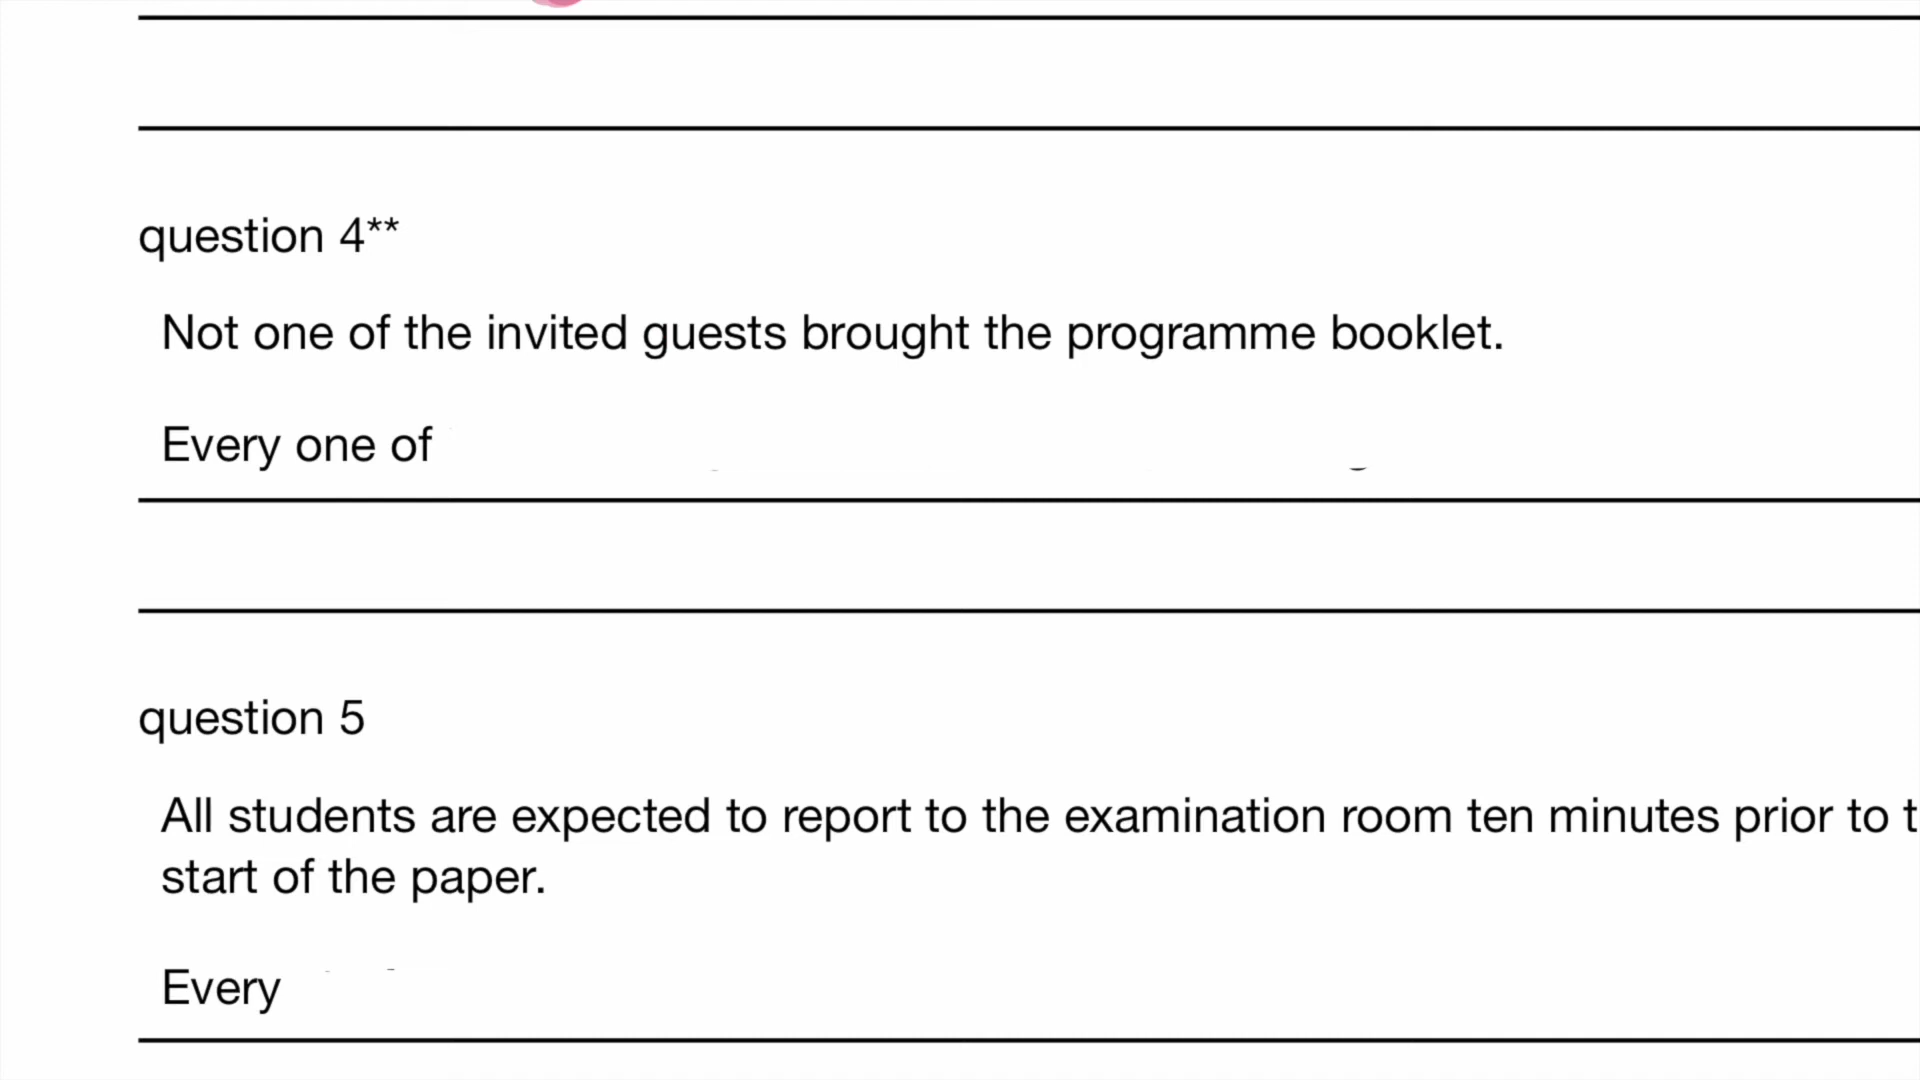 question 4**
Not one of the invited guests brought the programme booklet.
Every one of
question 5
All students are expected to report to the examination room ten minutes prior to t
start of the paper.
Every